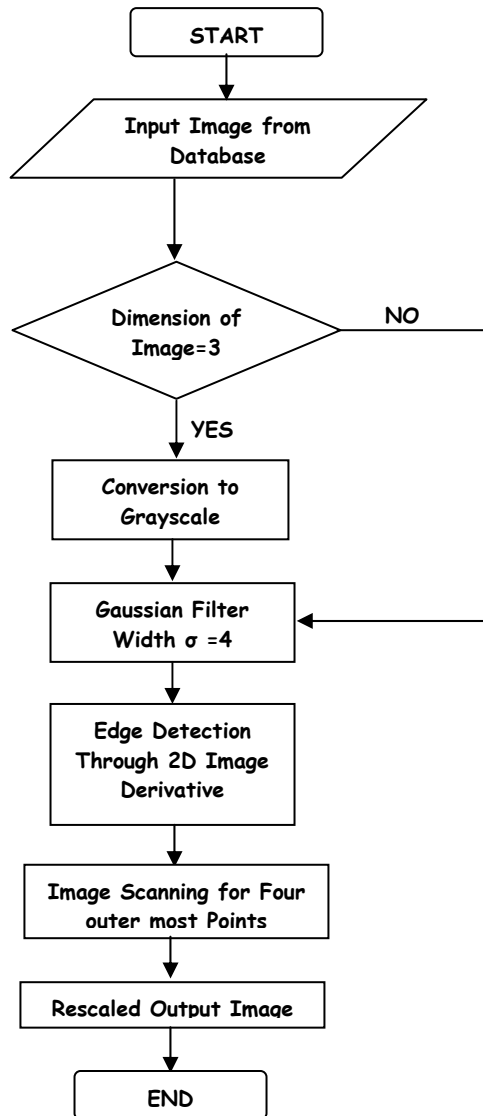 START
Input Image from
Database
Dimension of
Image=3
NO
YES
Conversion to
Grayscale
Gaussian Filter
Width σ =4
Edge Detection
Through 2D Image
Derivative
Image Scanning for Four
outer most Points
Rescaled Output Image
END